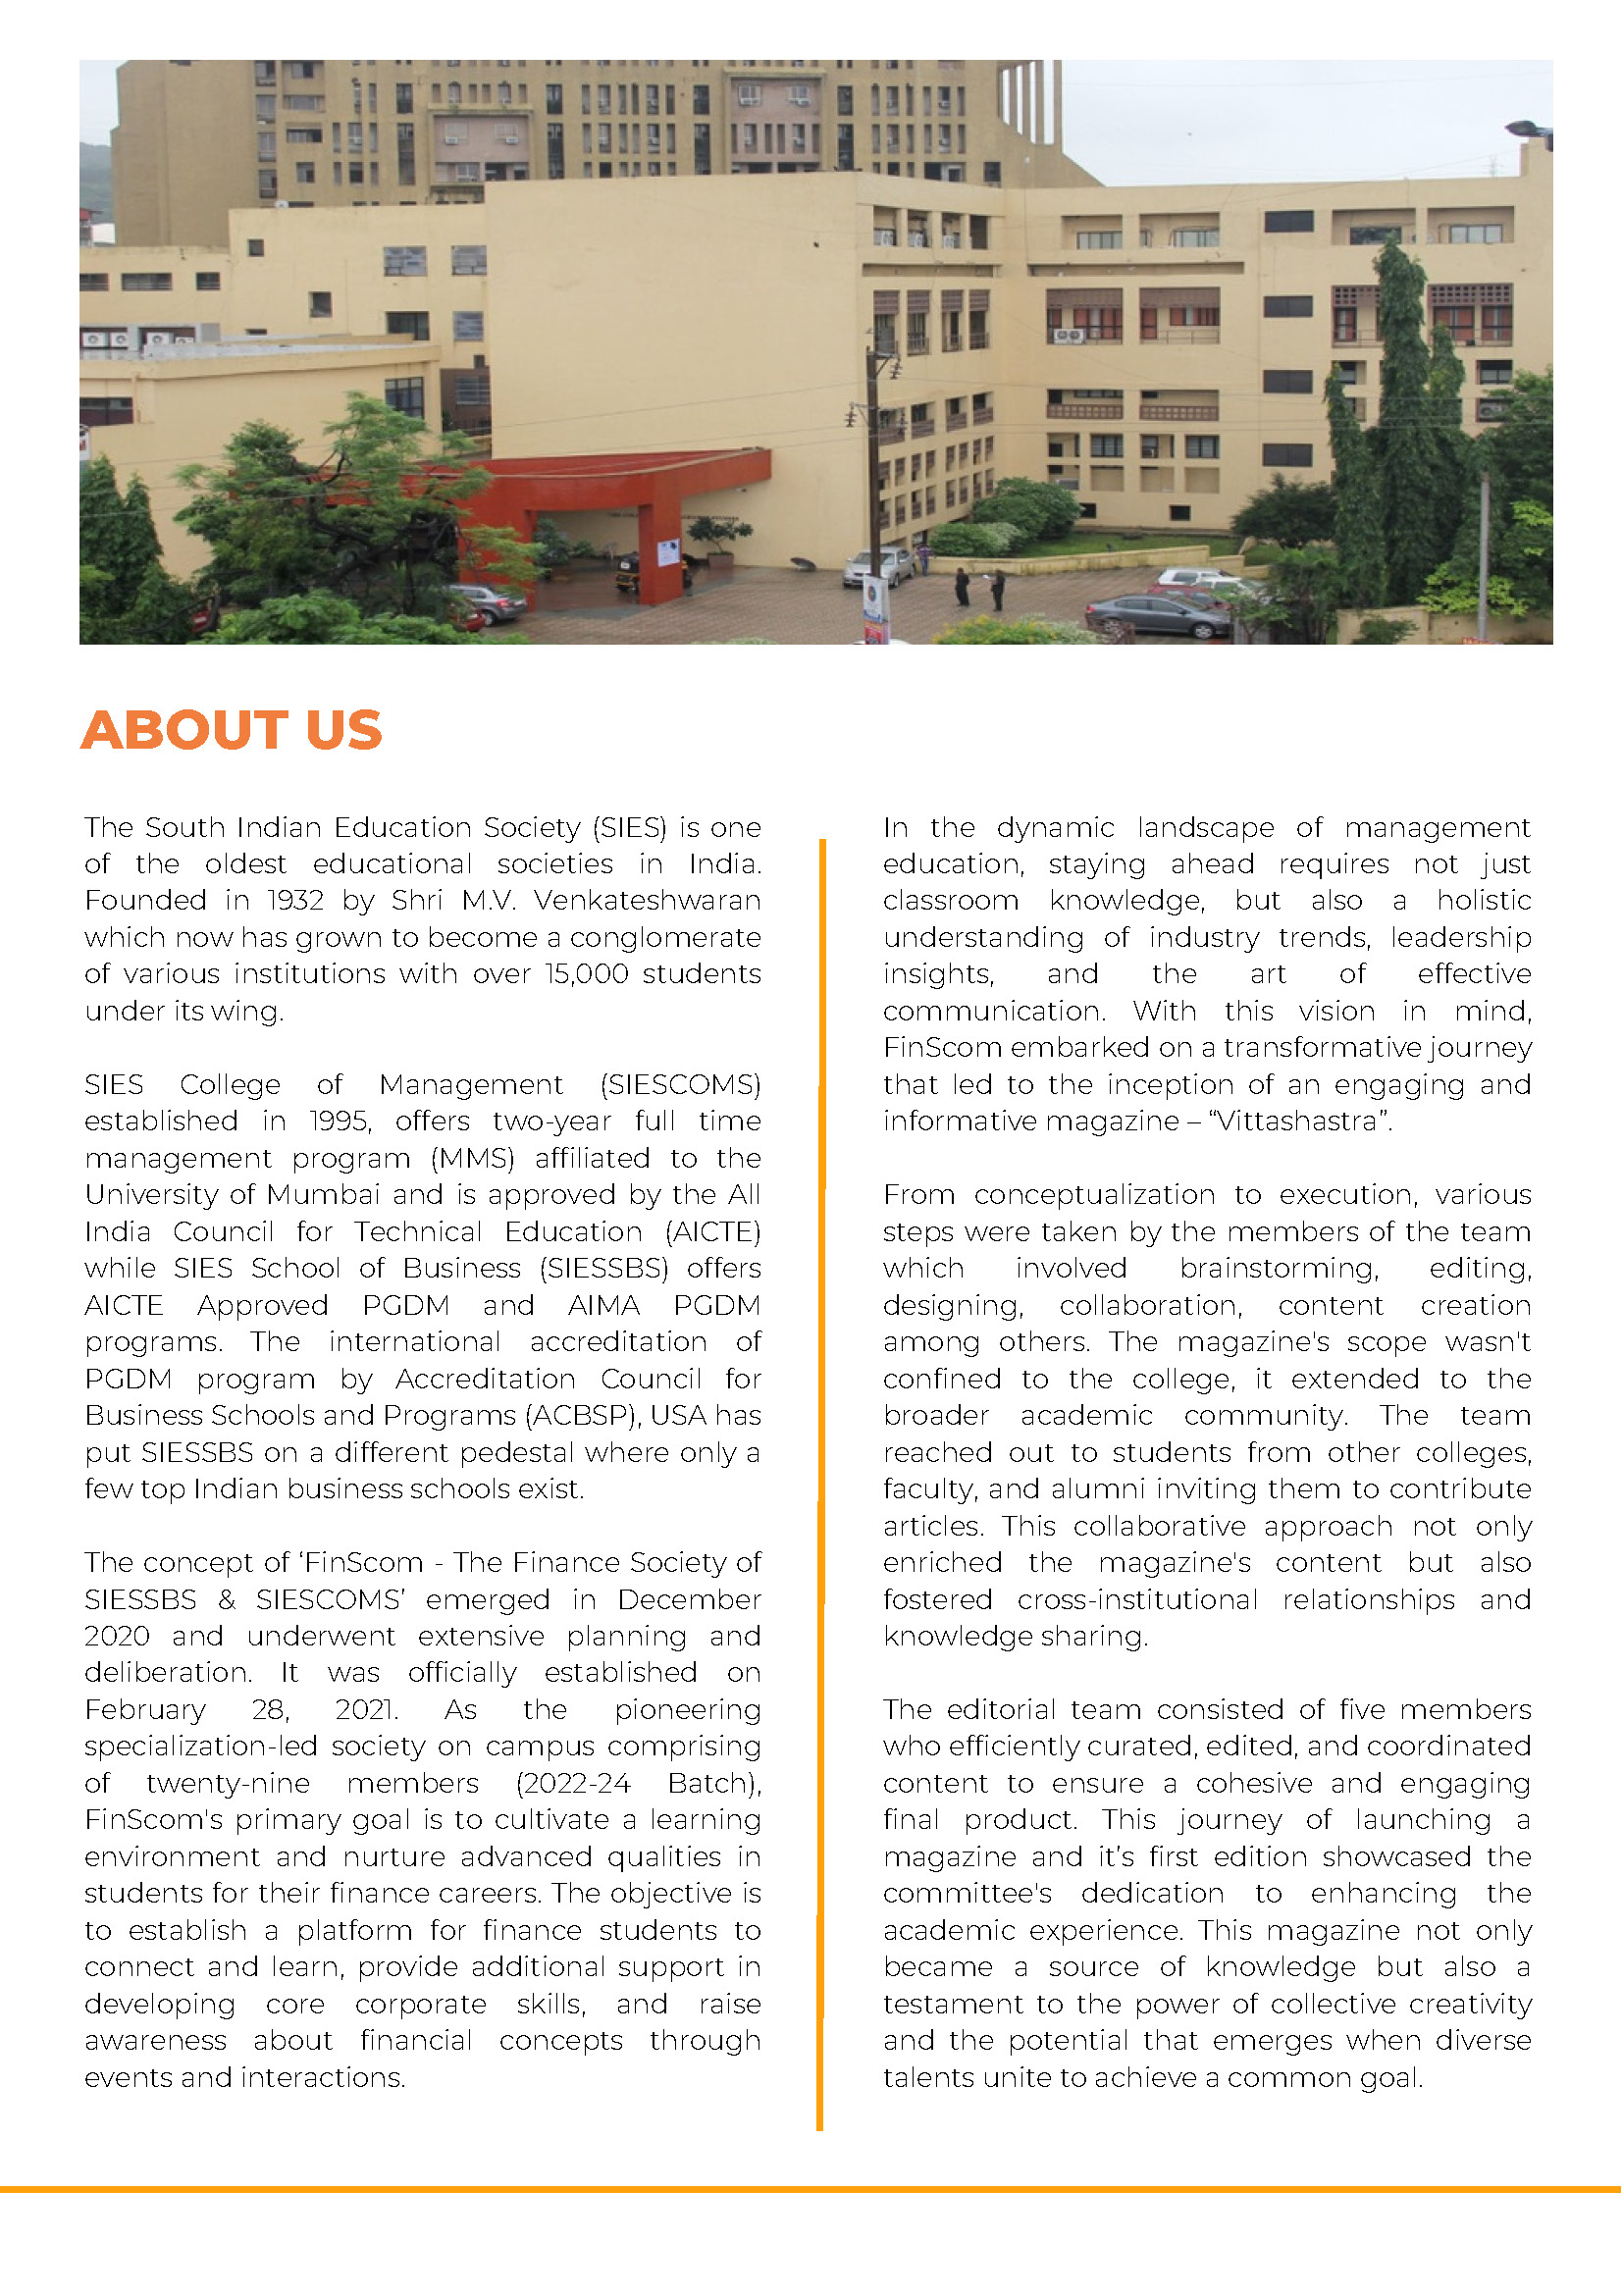 ABOUT US
The South Indian Education Society (SIES) is one
of the oldest educational societies in India.
Founded in 1932 by Shri M.V. Venkateshwaran
which now has grown to become a conglomerate
of various institutions with over 15,000 students
under its wing.
SIES College of Management (SIESCOMS)
established in 1995, offers two-year full time
management program (MMS) affiliated to the
University of Mumbai and is approved by the All
India Council for Technical Education (AICTE)
while SIES School of Business (SIESSBS) offers
AICTE Approved PGDM and AIMA PGDM
programs. The international accreditation of
PGDM program by Accreditation Council for
Business Schools and Programs (ACBSP), USA has
put SIESSBS on a different pedestal where only a
few top Indian business schools exist.
The concept of ‘FinScom - The Finance Society of
SIESSBS & SIESCOMS’ emerged in December
2020 and underwent extensive planning and
deliberation. It was officially established on
February 28, 2021. As the pioneering
specialization-led society on campus comprising
of twenty-nine members (2022-24 Batch),
FinScom's primary goal is to cultivate a learning
environment and nurture advanced qualities in
students for their finance careers. The objective is
to establish a platform for finance students to
connect and learn, provide additional support in
developing core corporate skills, and raise
awareness about financial concepts through
events and interactions.
In the dynamic landscape of management
education, staying ahead requires not just
classroom knowledge, but also a holistic
understanding of industry trends, leadership
insights, and the art of effective
communication. With this vision in mind,
FinScom embarked on a transformative journey
that led to the inception of an engaging and
informative magazine – “Vittashastra”.
From conceptualization to execution, various
steps were taken by the members of the team
which involved brainstorming, editing,
designing, collaboration, content creation
among others. The magazine's scope wasn't
confined to the college, it extended to the
broader academic community. The team
reached out to students from other colleges,
faculty, and alumni inviting them to contribute
articles. This collaborative approach not only
enriched the magazine's content but also
fostered cross-institutional relationships and
knowledge sharing.
The editorial team consisted of five members
who efficiently curated, edited, and coordinated
content to ensure a cohesive and engaging
final product. This journey of launching a
magazine and it’s first edition showcased the
committee's dedication to enhancing the
academic experience. This magazine not only
became a source of knowledge but also a
testament to the power of collective creativity
and the potential that emerges when diverse
talents unite to achieve a common goal.